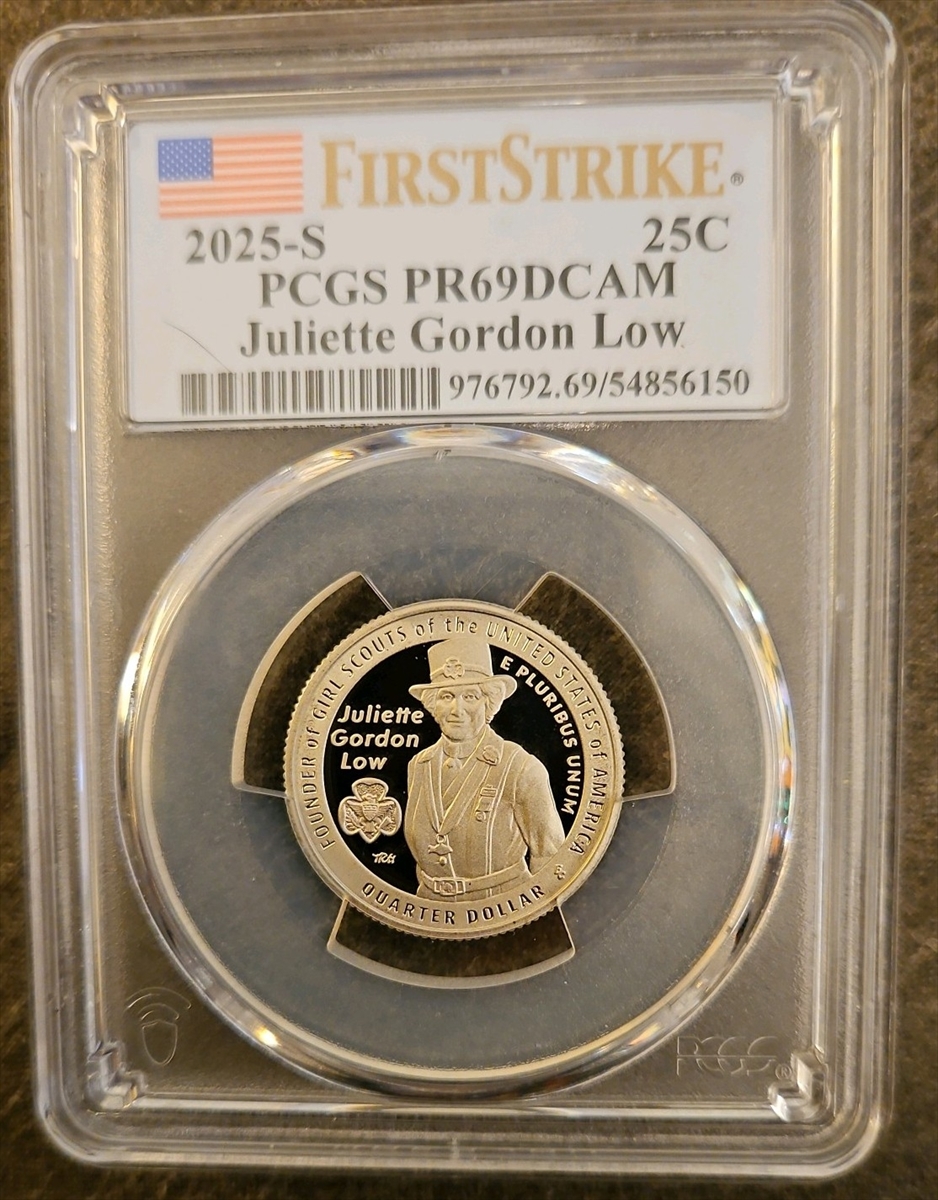 FIRSTSTRIKE®
2025-S 25C
PCGS PR69DCAM
Juliette Gordon Low
976792.69/54856150
FOUNDER of GIRL SCOUTS of the UNITED STATES of AMERICA
E PLURIBUS UNUM
Juliette
Gordon
Low
QUARTER DOLLAR
PCGS®